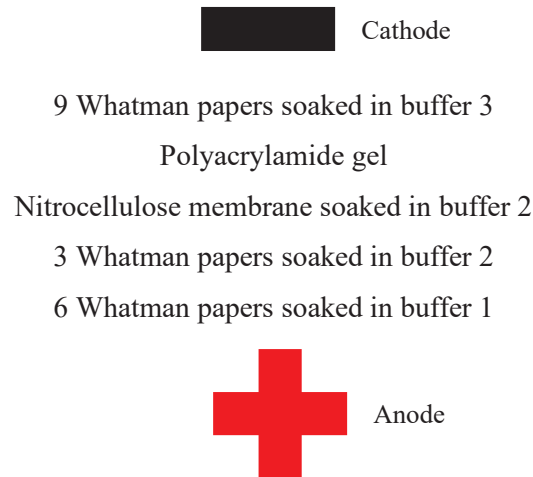 Cathode
9 Whatman papers soaked in buffer 3
Polyacrylamide gel
Nitrocellulose membrane soaked in buffer 2
3 Whatman papers soaked in buffer 2
6 Whatman papers soaked in buffer 1
Anode